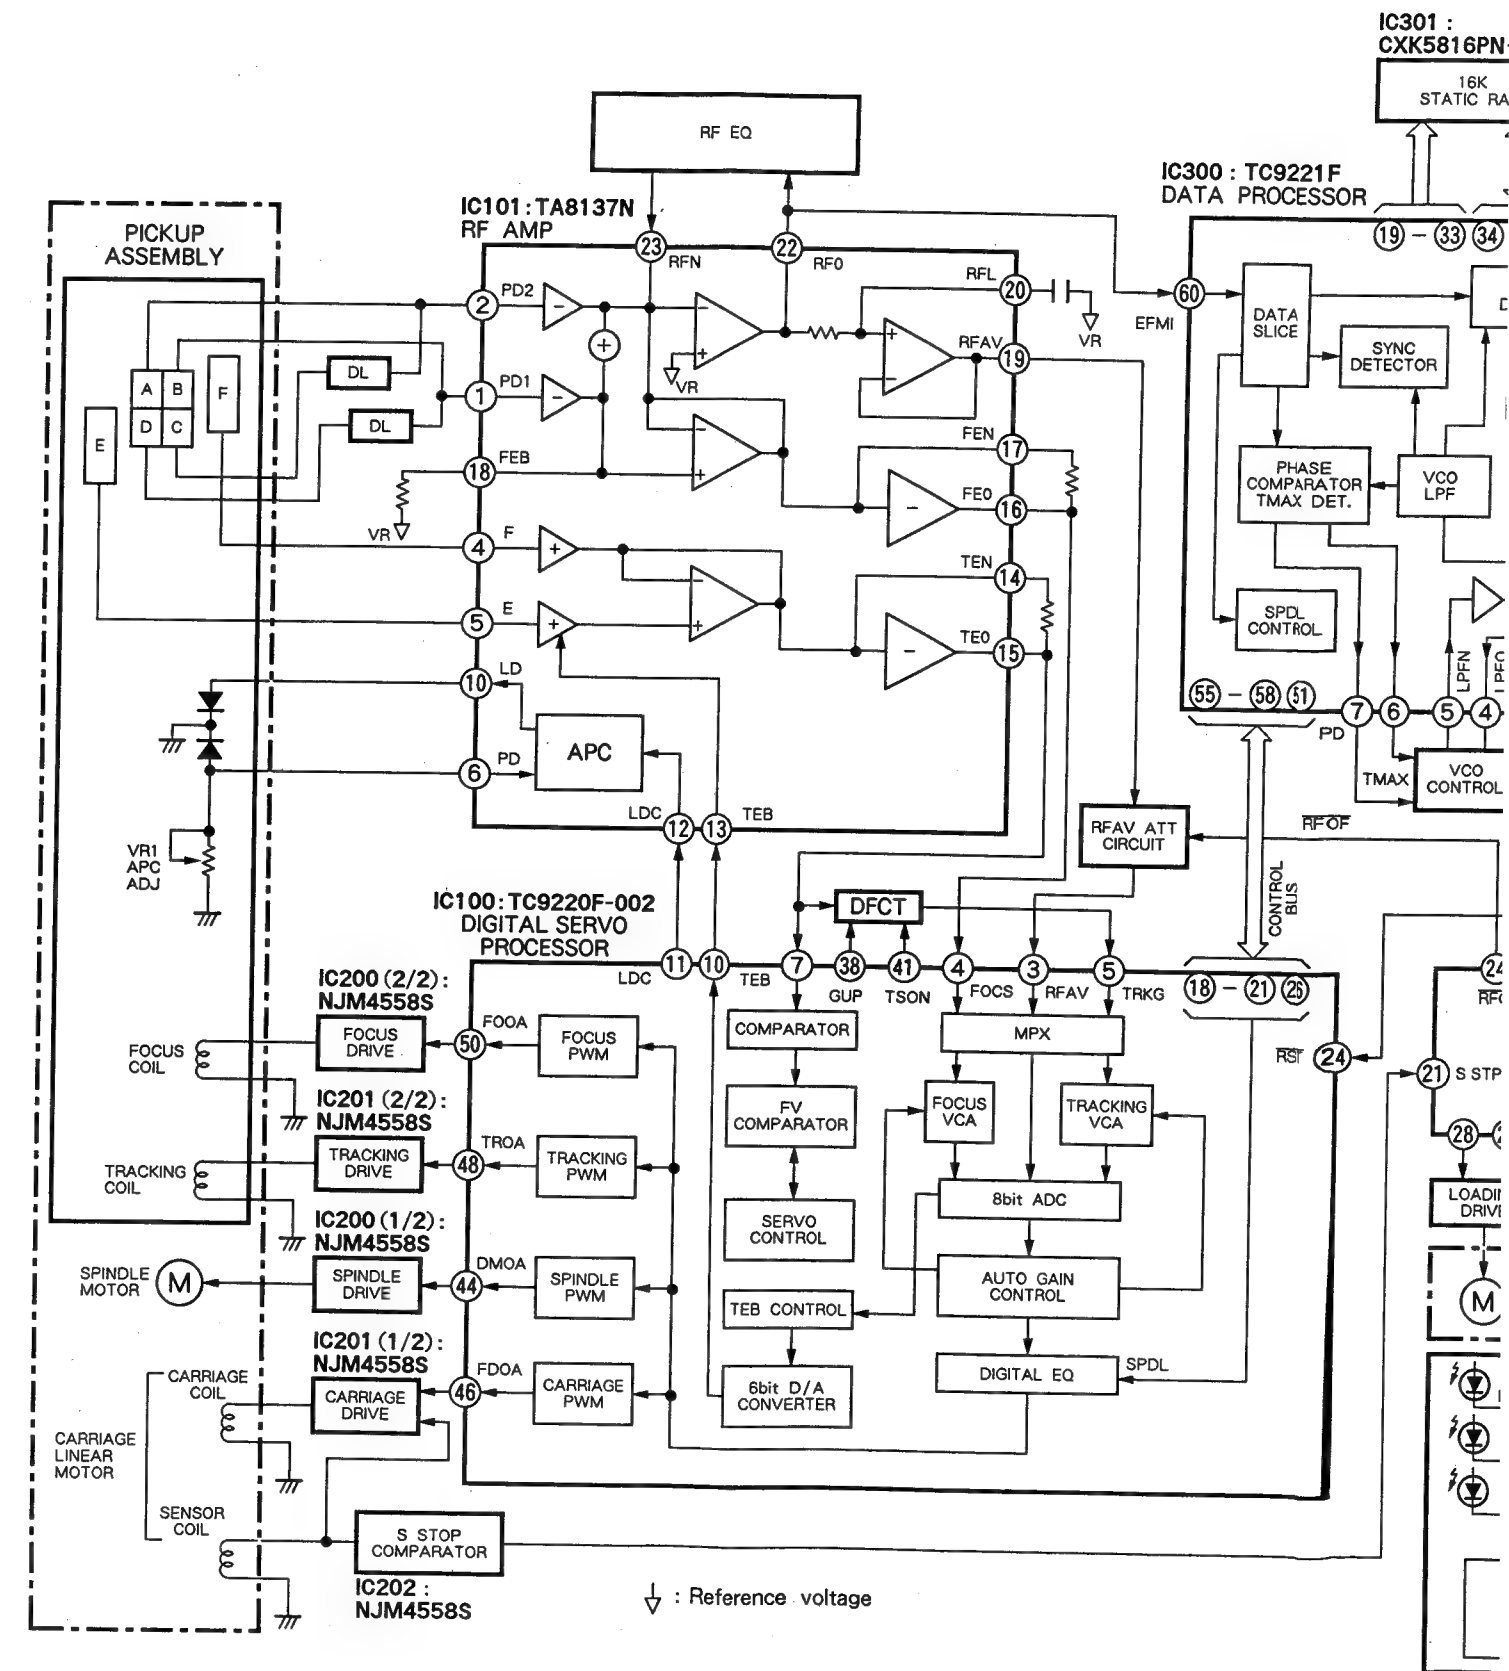 IC301 :
CXK5816PN-
16K
STATIC RA
RF EQ
IC300 : TC9221F
DATA PROCESSOR
19 - 33 34
PICKUP
ASSEMBLY
IC101 : TA8137N
RF AMP
23 RFN
22 RFO
RFL 20
VR
60
EFMI
DATA
SLICE
SYNC
DETECTOR
PHASE
COMPARATOR
TMAX DET.
VCO
LPF
SPDL
CONTROL
LPFN
LPFO
55 - 58 51
7 6 5 4
PD
TMAX
VCO
CONTROL
2 PD2
1 PD1
18 FEB
VR
4 F
5 E
10 LD
6 PD
+
VR
RFAV 19
FEN 17
FEO 16
TEN 14
TEO 15
APC
LDC 12
13 TEB
A B
D C
E
F
DL
DL
VR1
APC
ADJ
RFAV ATT
CIRCUIT
RFOF
CONTROL
BUS
DFCT
IC100 : TC9220F-002
DIGITAL SERVO
PROCESSOR
LDC 11
10 TEB
7
38 GUP
41 TSON
4 FOCS
3 RFAV
5 TRKG
18 - 21 26
24
RST 24
21 S STP
28
LOADIN
DRIVE
M
IC200 (2/2) :
NJM4558S
FOCUS
DRIVE
50 FOOA
FOCUS
PWM
FOCUS
COIL
IC201 (2/2) :
NJM4558S
TRACKING
DRIVE
48 TROA
TRACKING
PWM
TRACKING
COIL
IC200 (1/2) :
NJM4558S
SPINDLE
DRIVE
44 DMOA
SPINDLE
PWM
SPINDLE
MOTOR
M
IC201 (1/2) :
NJM4558S
CARRIAGE
DRIVE
46 FDOA
CARRIAGE
PWM
CARRIAGE
COIL
CARRIAGE
LINEAR
MOTOR
SENSOR
COIL
COMPARATOR
FV
COMPARATOR
SERVO
CONTROL
TEB CONTROL
6bit D/A
CONVERTER
MPX
FOCUS
VCA
TRACKING
VCA
8bit ADC
AUTO GAIN
CONTROL
DIGITAL EQ
SPDL
S STOP
COMPARATOR
IC202 :
NJM4558S
: Reference voltage